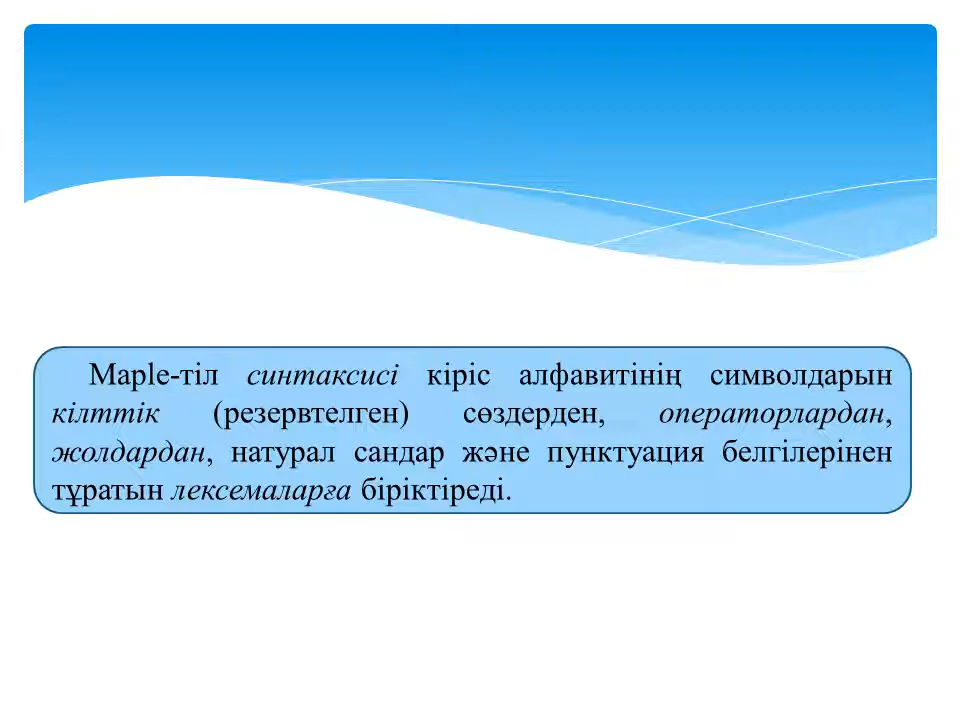 Maple-тіл синтаксисі кіріс алфавитінің символдарын
кілттік (резервтелген) сөздерден, операторлардан,
жолдардан, натурал сандар және пунктуация белгілерінен
тұратын лексемаларға біріктіреді.